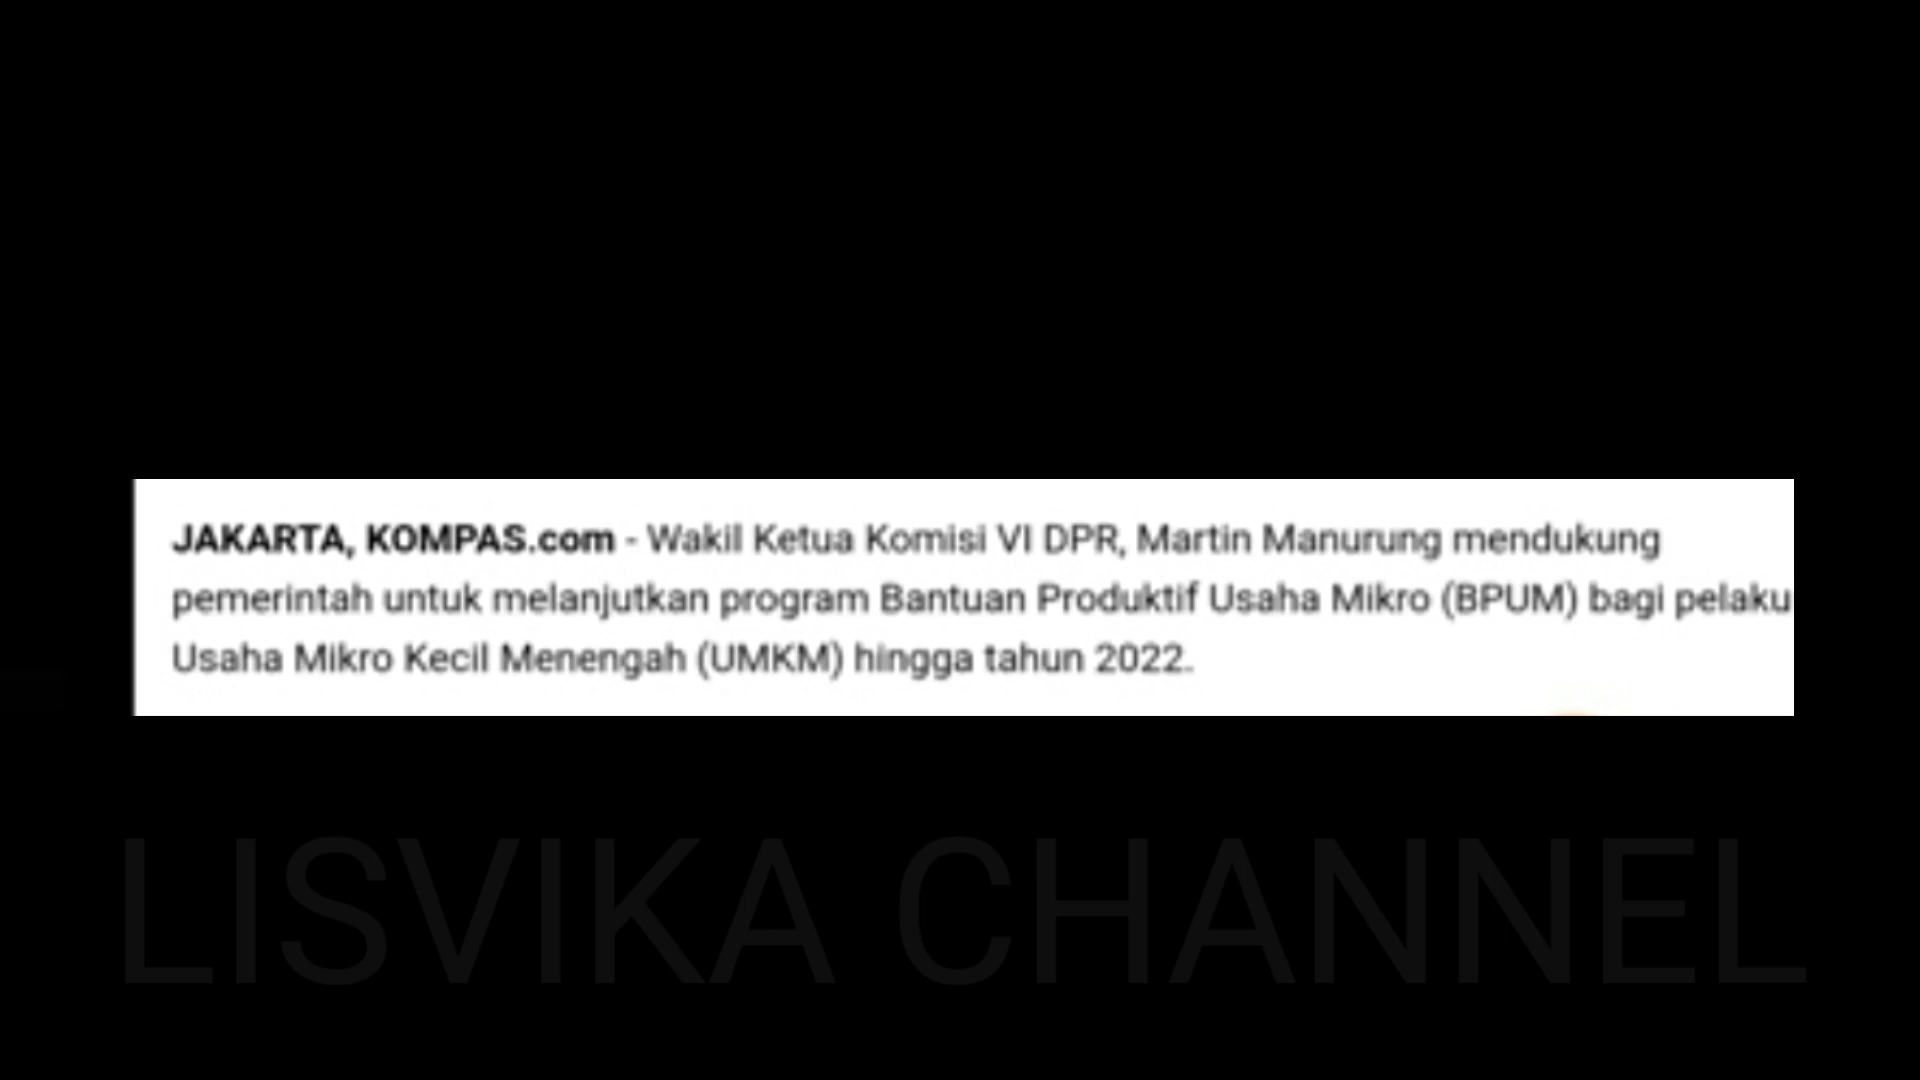 JAKARTA, KOMPAS.com - Wakil Ketua Komisi VI DPR, Martin Manurung mendukung
pemerintah untuk melanjutkan program Bantuan Produktif Usaha Mikro (BPUM) bagi pelaku
Usaha Mikro Kecil Menengah (UMKM) hingga tahun 2022.
LISVIKA CHANNEL